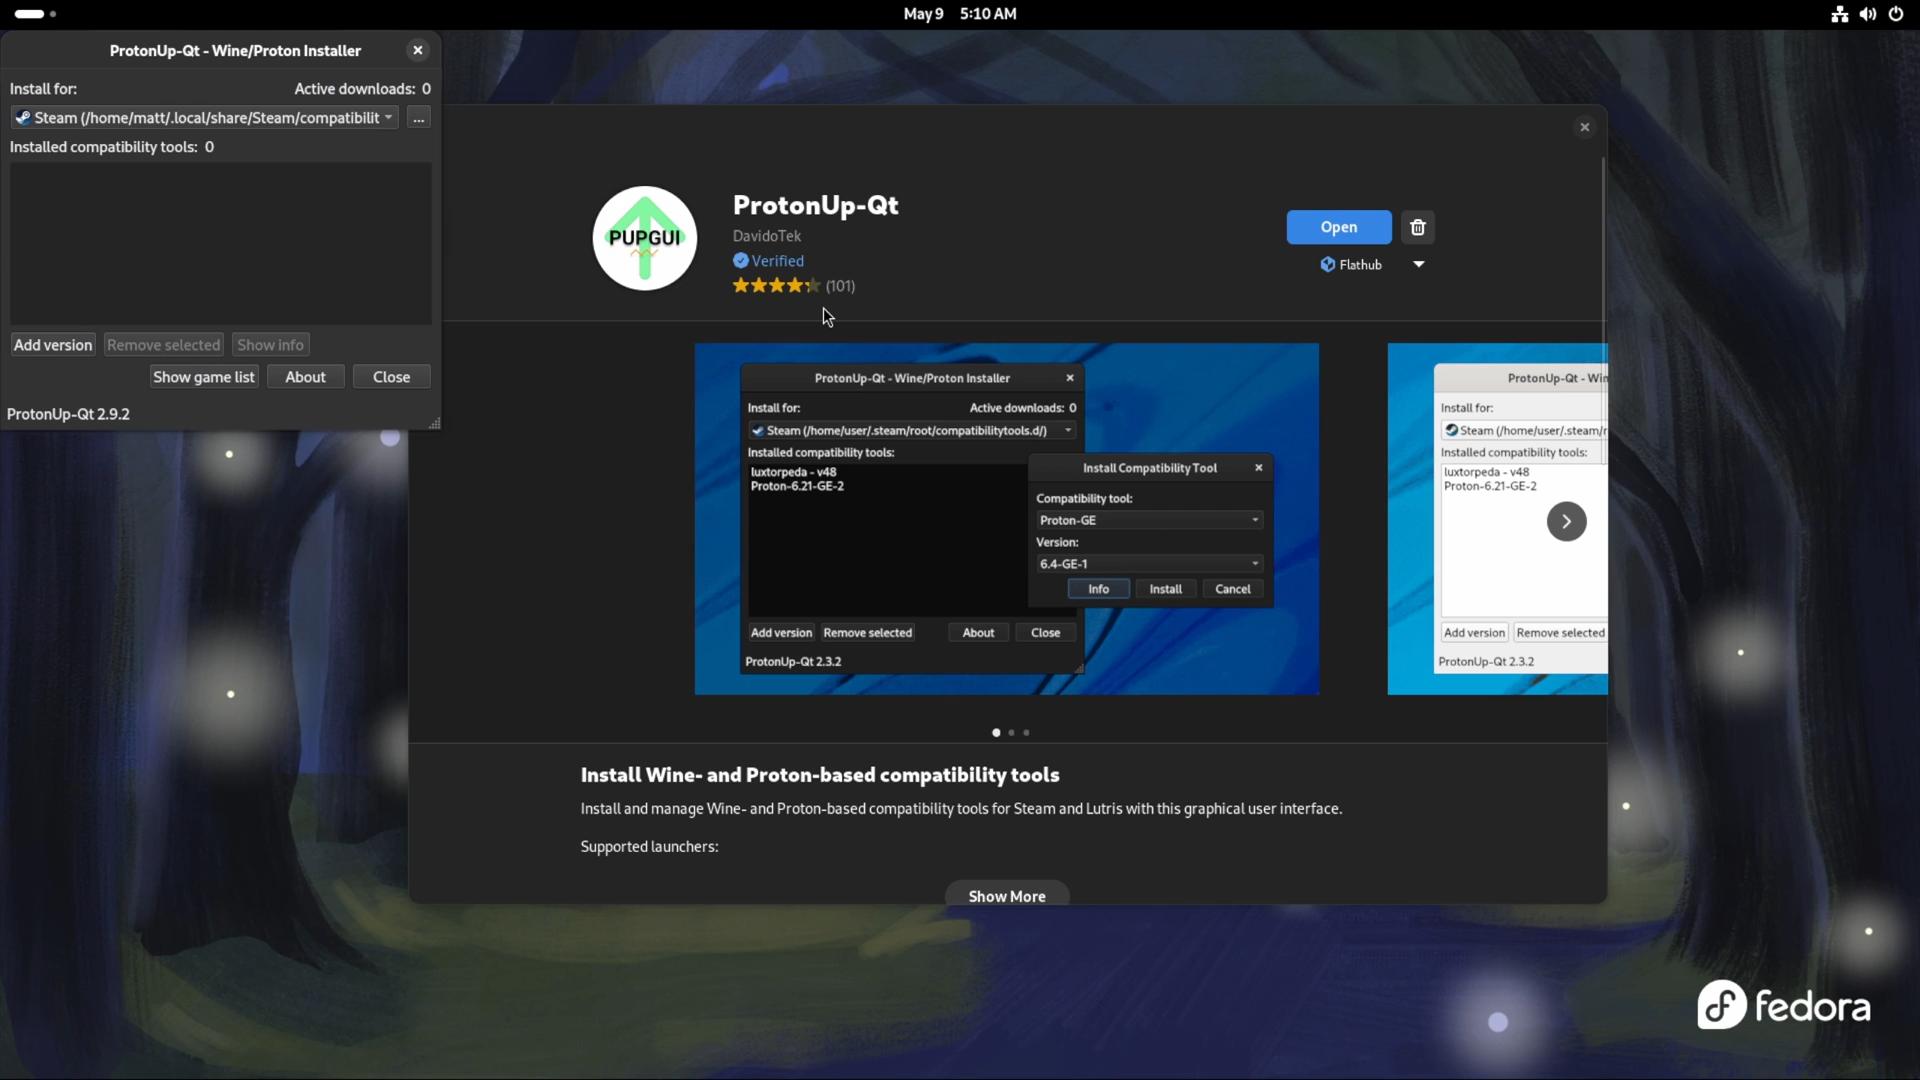 May 9 5:10 AM
ProtonUp-Qt - Wine/Proton Installer
Install for:
Active downloads: 0
Steam (/home/matt/.local/share/Steam/compatibilit
...
Installed compatibility tools: 0
Add version
Remove selected
Show info
Show game list
About
Close
ProtonUp-Qt 2.9.2
PUPGUI
ProtonUp-Qt
DavidoTek
Verified
(101)
Open
Flathub
ProtonUp-Qt - Wine/Proton Installer
Install for:
Active downloads: 0
Steam (/home/user/.steam/root/compatibilitytools.d/)
Installed compatibility tools:
luxtorpeda - v48
Proton-6.21-GE-2
Install Compatibility Tool
Compatibility tool:
Proton-GE
Version:
6.4-GE-1
Info
Install
Cancel
Add version
Remove selected
About
Close
ProtonUp-Qt 2.3.2
ProtonUp-Qt - Win
Install for:
Steam (/home/user/.steam/r
Installed compatibility tools:
luxtorpeda - v48
Proton-6.21-GE-2
Add version
Remove selected
ProtonUp-Qt 2.3.2
Install Wine- and Proton-based compatibility tools
Install and manage Wine- and Proton-based compatibility tools for Steam and Lutris with this graphical user interface.
Supported launchers:
Show More
fedora